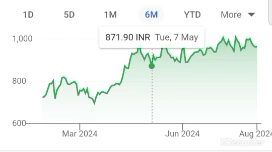 1D 5D 1M 6M YTD More
871.90 INR Tue, 7 May
1,000
800
600
Mar 2024 Jun 2024 Aug 2024